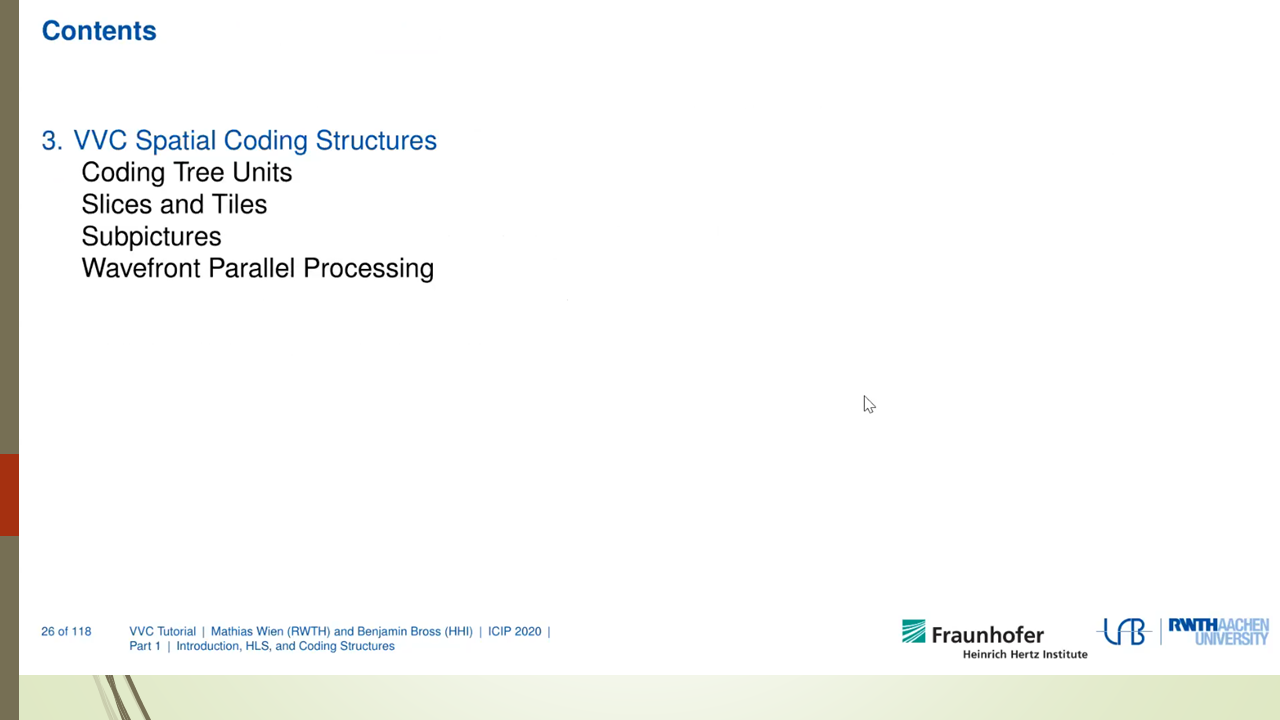 Contents
3. VVC Spatial Coding Structures
Coding Tree Units
Slices and Tiles
Subpictures
Wavefront Parallel Processing
26 of 118
VVC Tutorial | Mathias Wien (RWTH) and Benjamin Bross (HHI) | ICIP 2020 |
Part 1 | Introduction, HLS, and Coding Structures
Fraunhofer
Heinrich Hertz Institute
LFB
RWTHAACHEN
UNIVERSITY